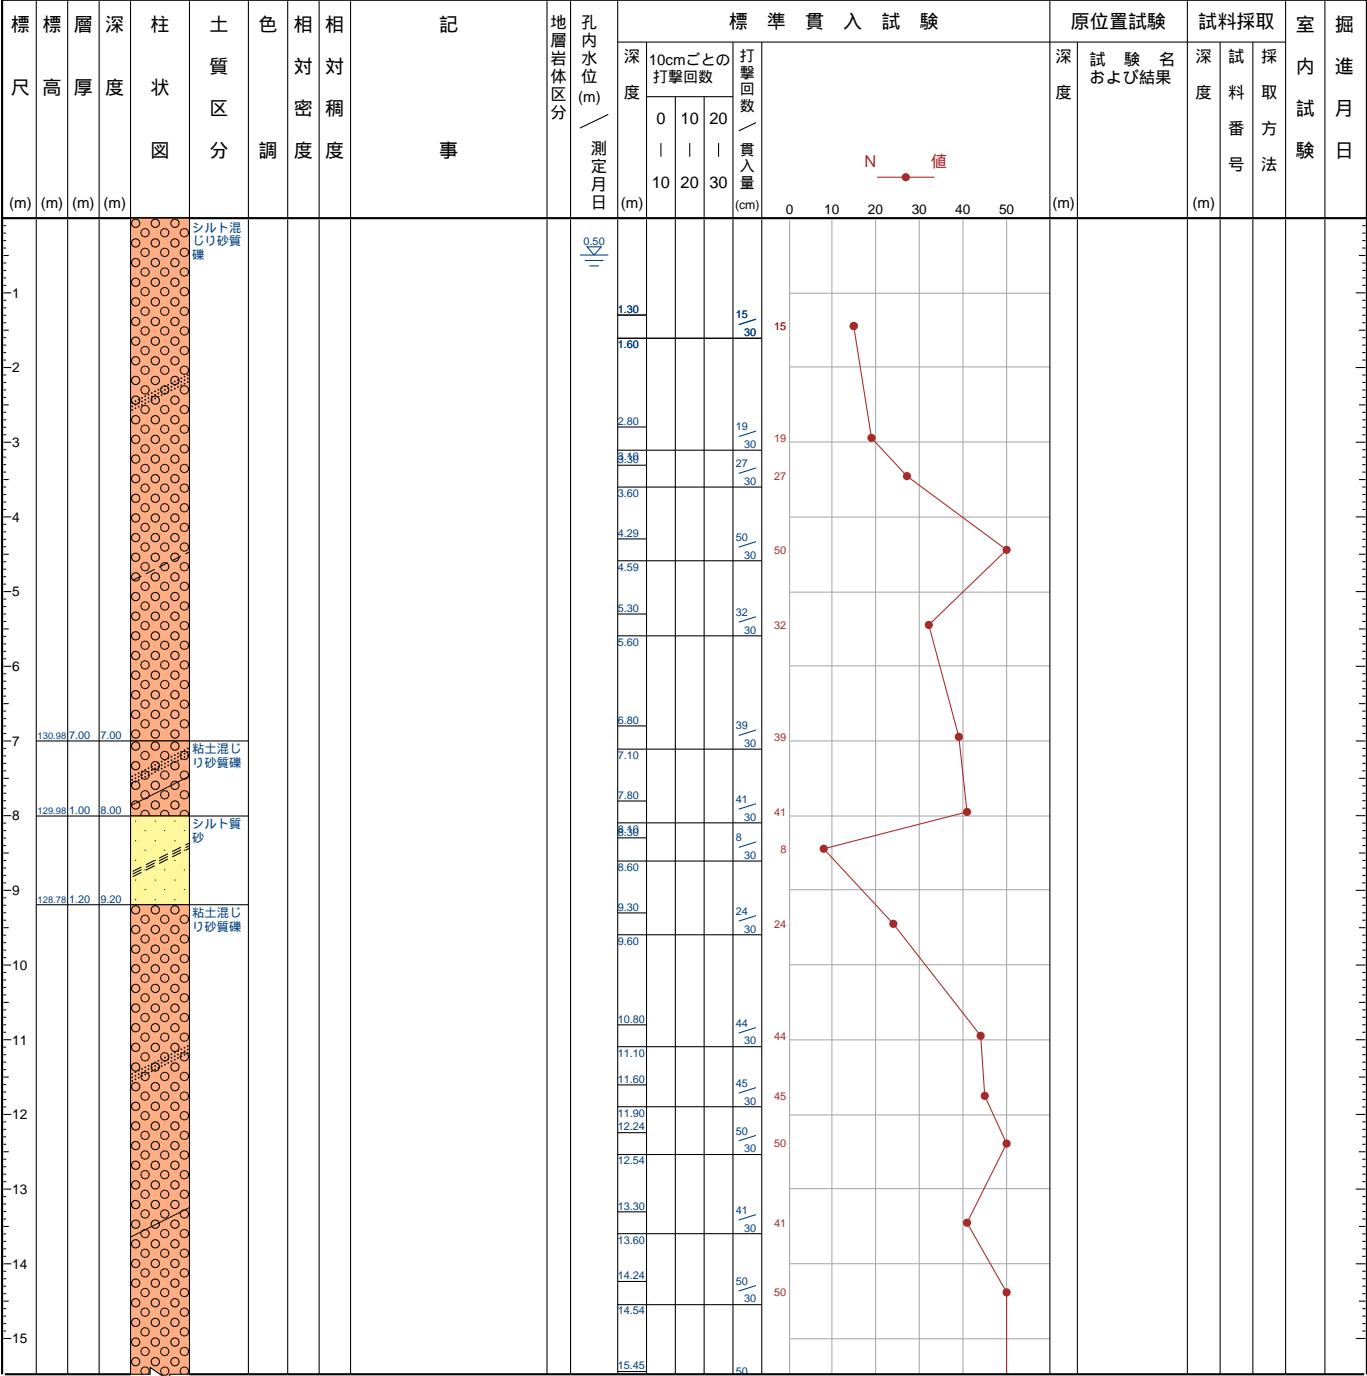 標尺 (m)
標高 (m)
層厚 (m)
深度 (m)
柱状図
土質区分
色調
相対密度
相対稠度
記事
地層岩体区分
孔内水位(m)／測定月日
標準貫入試験
深度 (m)
10cmごとの
打撃回数
0｜10
10｜20
20｜30
打撃回数／貫入量 (cm)
N 値
0 10 20 30 40 50
原位置試験
深度 (m)
試験名
および結果
試料採取
深度 (m)
試料番号
採取方法
室内試験
掘進月日
シルト混
じり砂質
礫
0.50
1
1.30
15/30
15
1.60
2
2.80
19/30
19
3
3.10
3.30
27/30
27
3.60
4
4.29
50/30
50
4.59
5
5.30
32/30
32
5.60
6
6.80
39/30
39
130.98 7.00 7.00
7
粘土混じ
り砂質礫
7.10
7.80
41/30
41
129.98 1.00 8.00
8
シルト質
砂
8.10
8.30
8/30
8
8.60
9
128.78 1.20 9.20
粘土混じ
り砂質礫
9.30
24/30
24
9.60
10
10.80
44/30
44
11
11.10
11.60
45/30
45
11.90
12
12.24
50/30
50
12.54
13
13.30
41/30
41
13.60
14
14.24
50/30
50
14.54
15
15.45
50